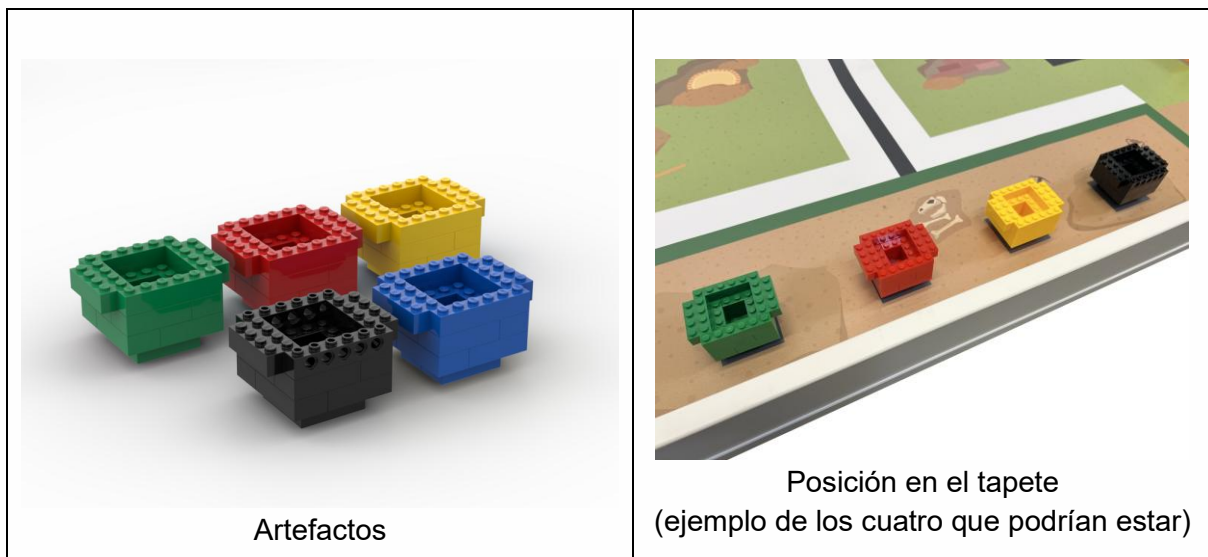 Artefactos
Posición en el tapete
(ejemplo de los cuatro que podrían estar)